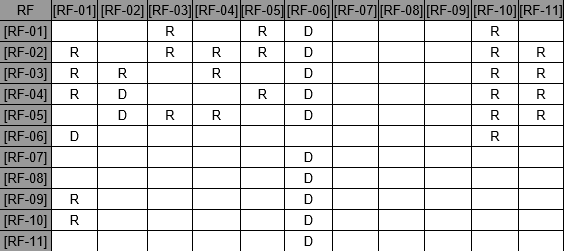 RF [RF-01] [RF-02] [RF-03] [RF-04] [RF-05] [RF-06] [RF-07] [RF-08] [RF-09] [RF-10] [RF-11]
[RF-01] R R D R
[RF-02] R R R R D R R
[RF-03] R R R D R R
[RF-04] R D R D R R
[RF-05] D R R D R R
[RF-06] D R
[RF-07] D
[RF-08] D
[RF-09] R D
[RF-10] R D
[RF-11] D